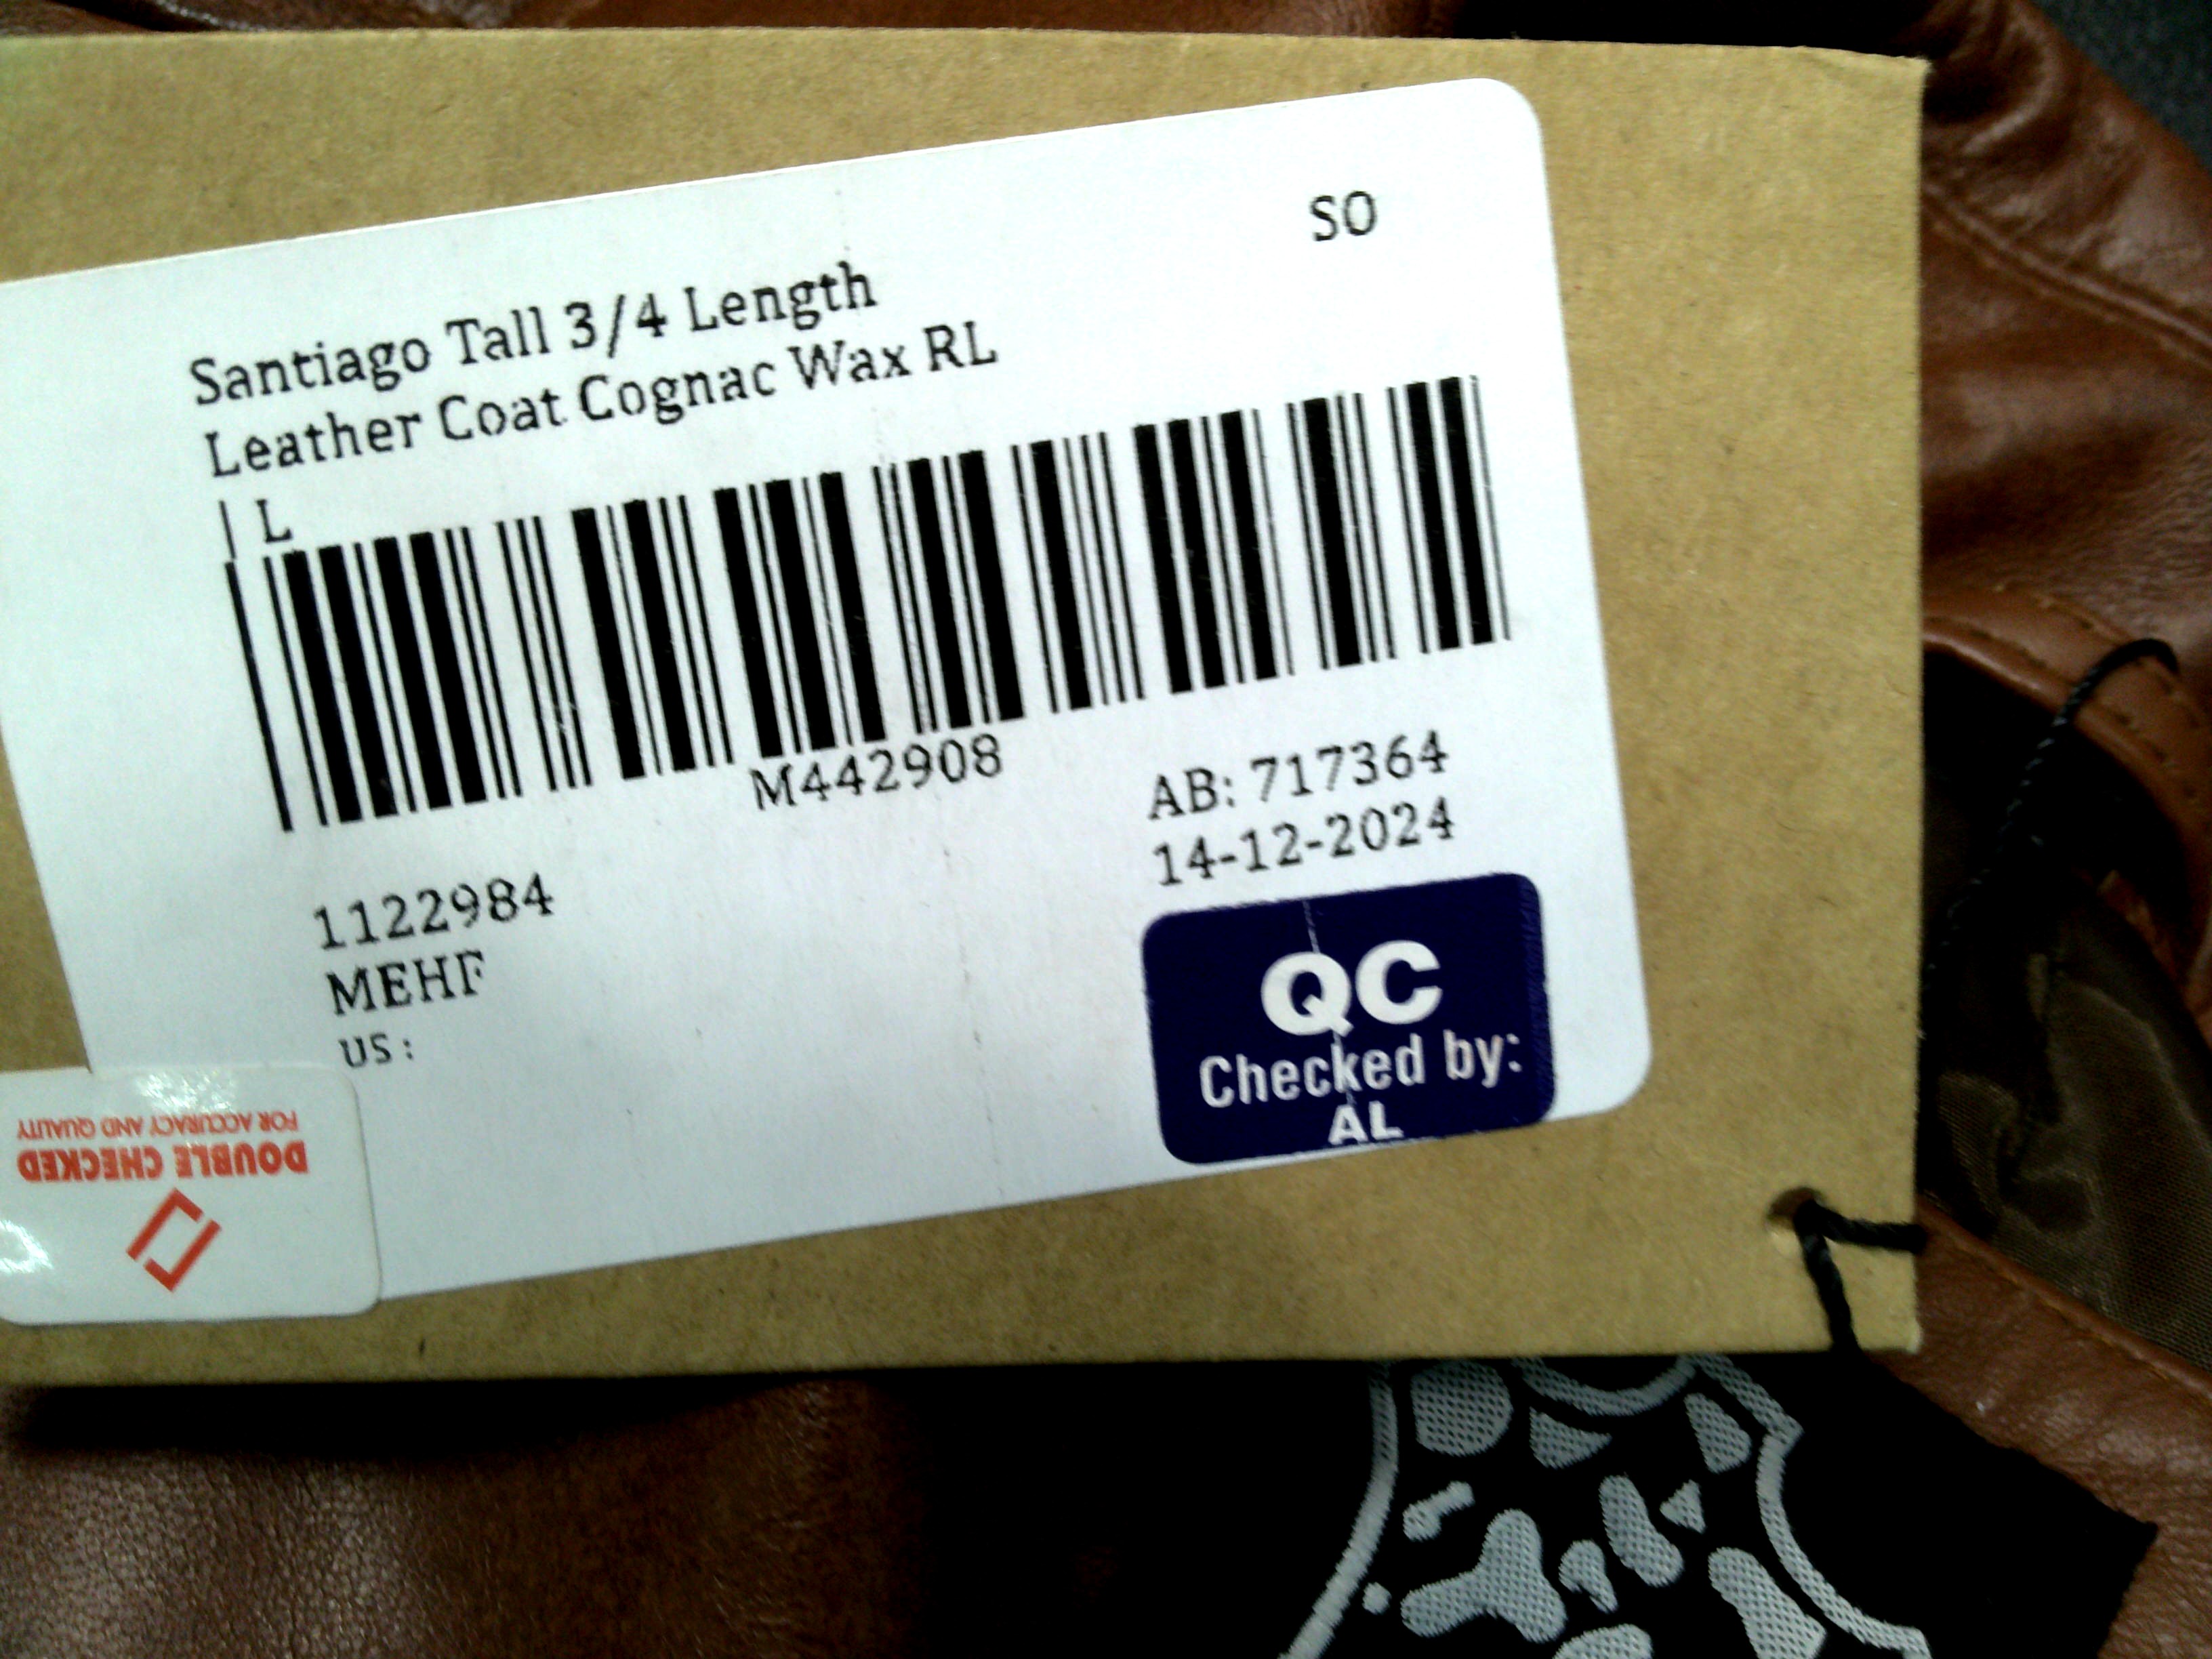 SO
Santiago Tall 3/4 Length
Leather Coat Cognac Wax RL
| L
M442908
AB: 717364
14-12-2024
1122984
MEHF
US:
QC
Checked by:
AL
DOUBLE CHECKED
FOR ACCURACY AND QUALITY